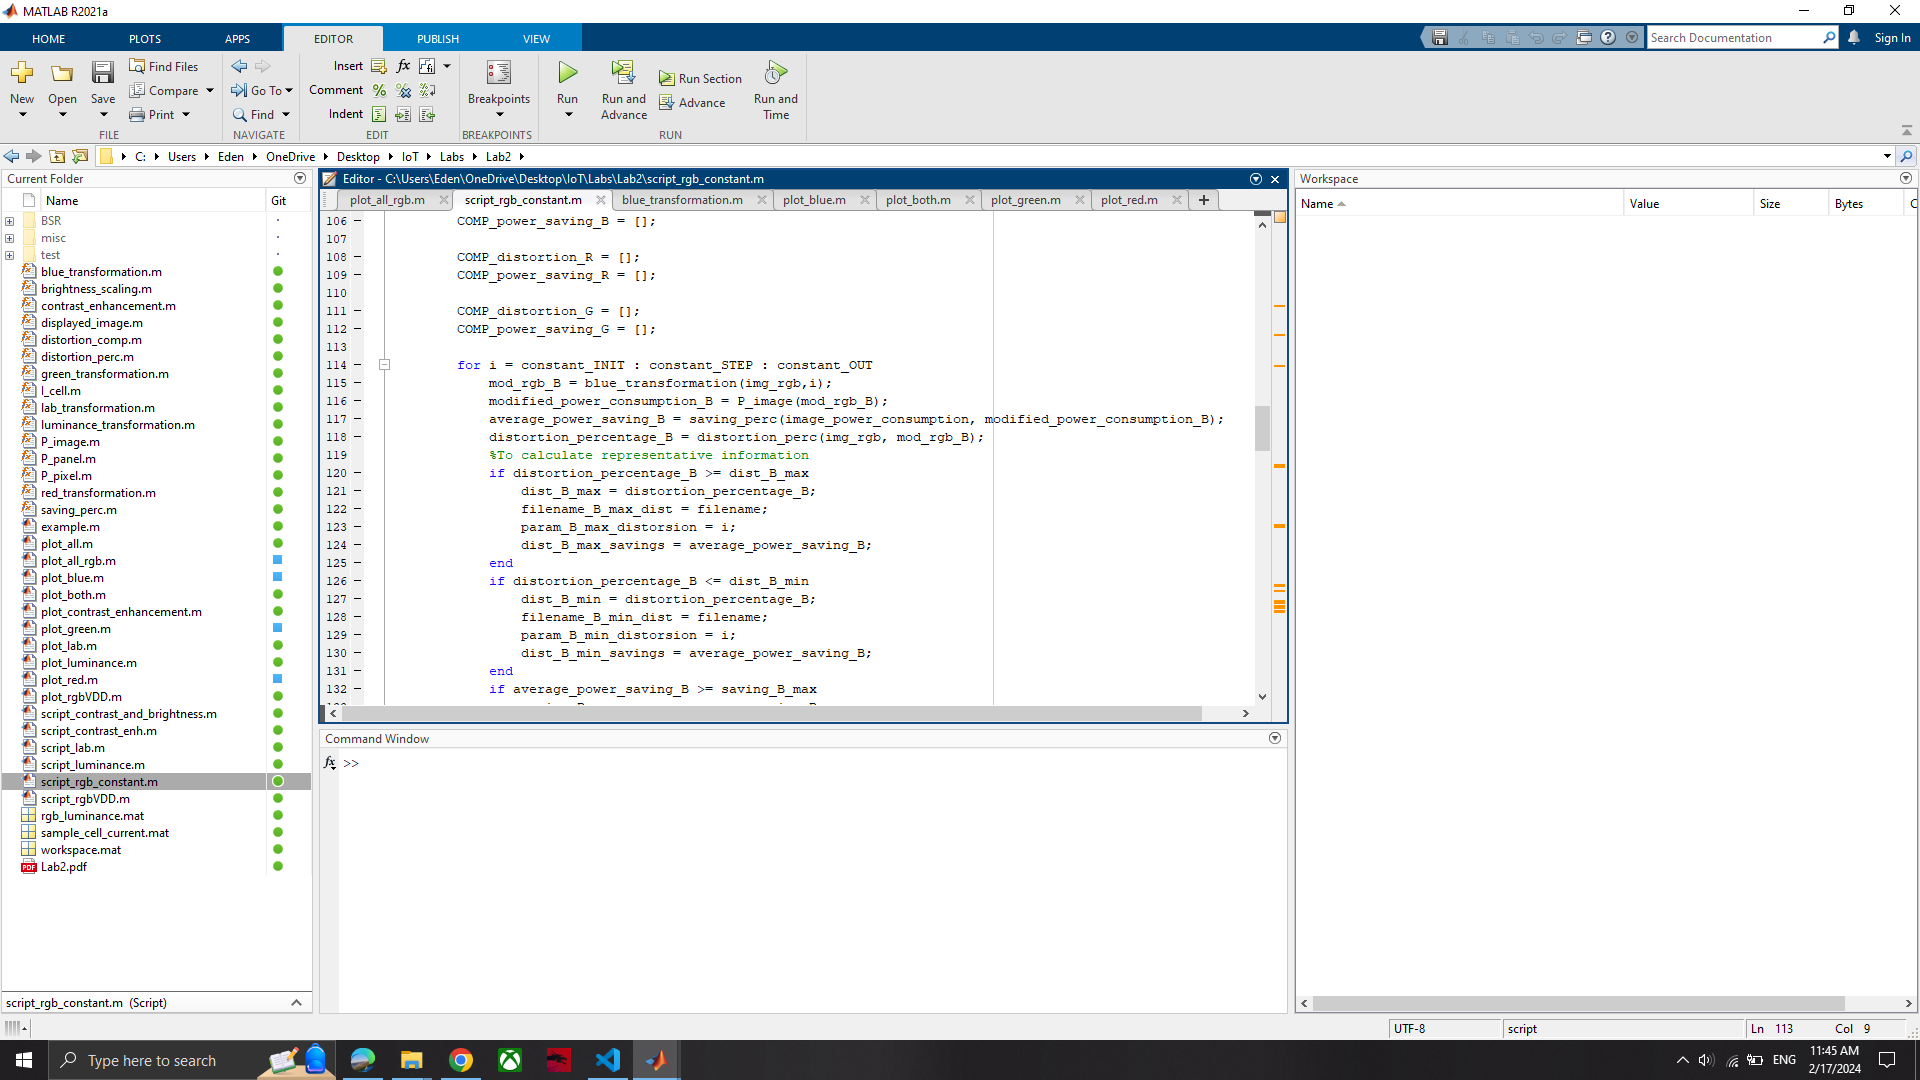 MATLAB R2021a
HOME PLOTS APPS EDITOR PUBLISH VIEW
Search Documentation Sign In
New Open Save
Find Files
Compare
Print
FILE
Go To
Find
NAVIGATE
Insert fx
Comment
Indent
EDIT
Breakpoints
BREAKPOINTS
Run
Run and Advance
Run Section
Advance
Run and Time
RUN
C: Users Eden OneDrive Desktop IoT Labs Lab2
Current Folder
Name Git
BSR
misc
test
blue_transformation.m
brightness_scaling.m
contrast_enhancement.m
displayed_image.m
distortion_comp.m
distortion_perc.m
green_transformation.m
I_cell.m
lab_transformation.m
luminance_transformation.m
P_image.m
P_panel.m
P_pixel.m
red_transformation.m
saving_perc.m
example.m
plot_all.m
plot_all_rgb.m
plot_blue.m
plot_both.m
plot_contrast_enhancement.m
plot_green.m
plot_lab.m
plot_luminance.m
plot_red.m
plot_rgbVDD.m
script_contrast_and_brightness.m
script_contrast_enh.m
script_lab.m
script_luminance.m
script_rgb_constant.m
script_rgbVDD.m
rgb_luminance.mat
sample_cell_current.mat
workspace.mat
Lab2.pdf
script_rgb_constant.m (Script)
Editor - C:\Users\Eden\OneDrive\Desktop\IoT\Labs\Lab2\script_rgb_constant.m
plot_all_rgb.m script_rgb_constant.m blue_transformation.m plot_blue.m plot_both.m plot_green.m plot_red.m
106 – COMP_power_saving_B = [];
107
108 – COMP_distortion_R = [];
109 – COMP_power_saving_R = [];
110
111 – COMP_distortion_G = [];
112 – COMP_power_saving_G = [];
113
114 – for i = constant_INIT : constant_STEP : constant_OUT
115 – mod_rgb_B = blue_transformation(img_rgb,i);
116 – modified_power_consumption_B = P_image(mod_rgb_B);
117 – average_power_saving_B = saving_perc(image_power_consumption, modified_power_consumption_B);
118 – distortion_percentage_B = distortion_perc(img_rgb, mod_rgb_B);
119 %To calculate representative information
120 – if distortion_percentage_B >= dist_B_max
121 – dist_B_max = distortion_percentage_B;
122 – filename_B_max_dist = filename;
123 – param_B_max_distorsion = i;
124 – dist_B_max_savings = average_power_saving_B;
125 – end
126 – if distortion_percentage_B <= dist_B_min
127 – dist_B_min = distortion_percentage_B;
128 – filename_B_min_dist = filename;
129 – param_B_min_distorsion = i;
130 – dist_B_min_savings = average_power_saving_B;
131 – end
132 – if average_power_saving_B >= saving_B_max
Command Window
fx >>
Workspace
Name Value Size Bytes C
UTF-8 script Ln 113 Col 9
Type here to search
ENG
11:45 AM
2/17/2024